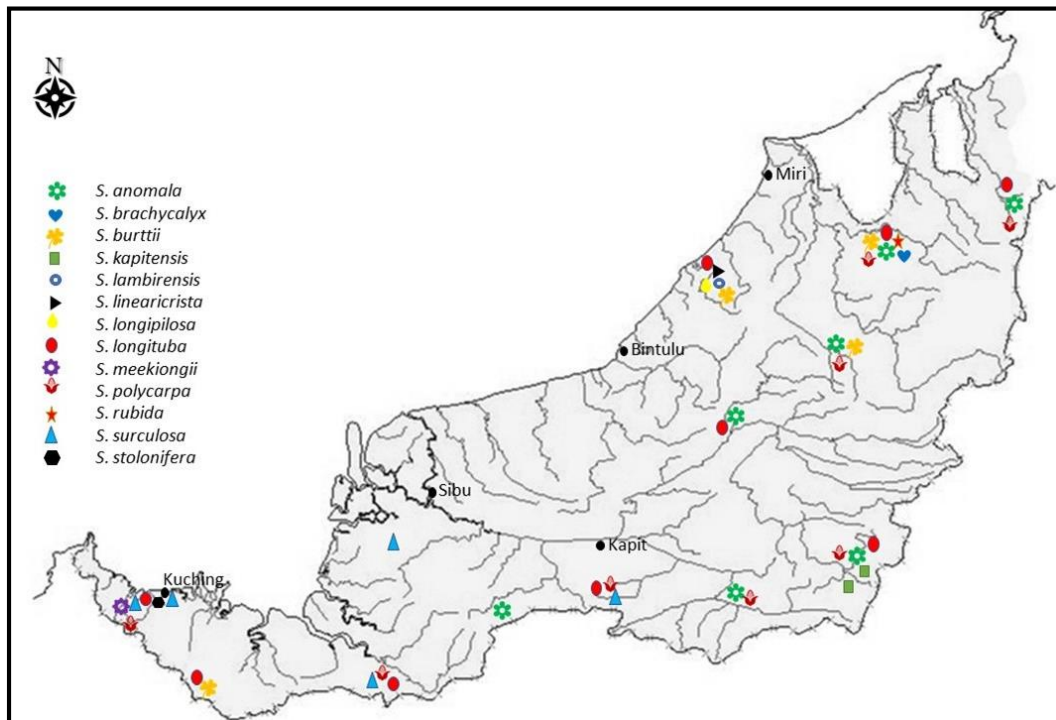 N
S. anomala
S. brachycalyx
S. burttii
S. kapitensis
S. lambirensis
S. linearicrista
S. longipilosa
S. longituba
S. meekiongii
S. polycarpa
S. rubida
S. surculosa
S. stolonifera
Miri
Bintulu
Sibu
Kapit
Kuching